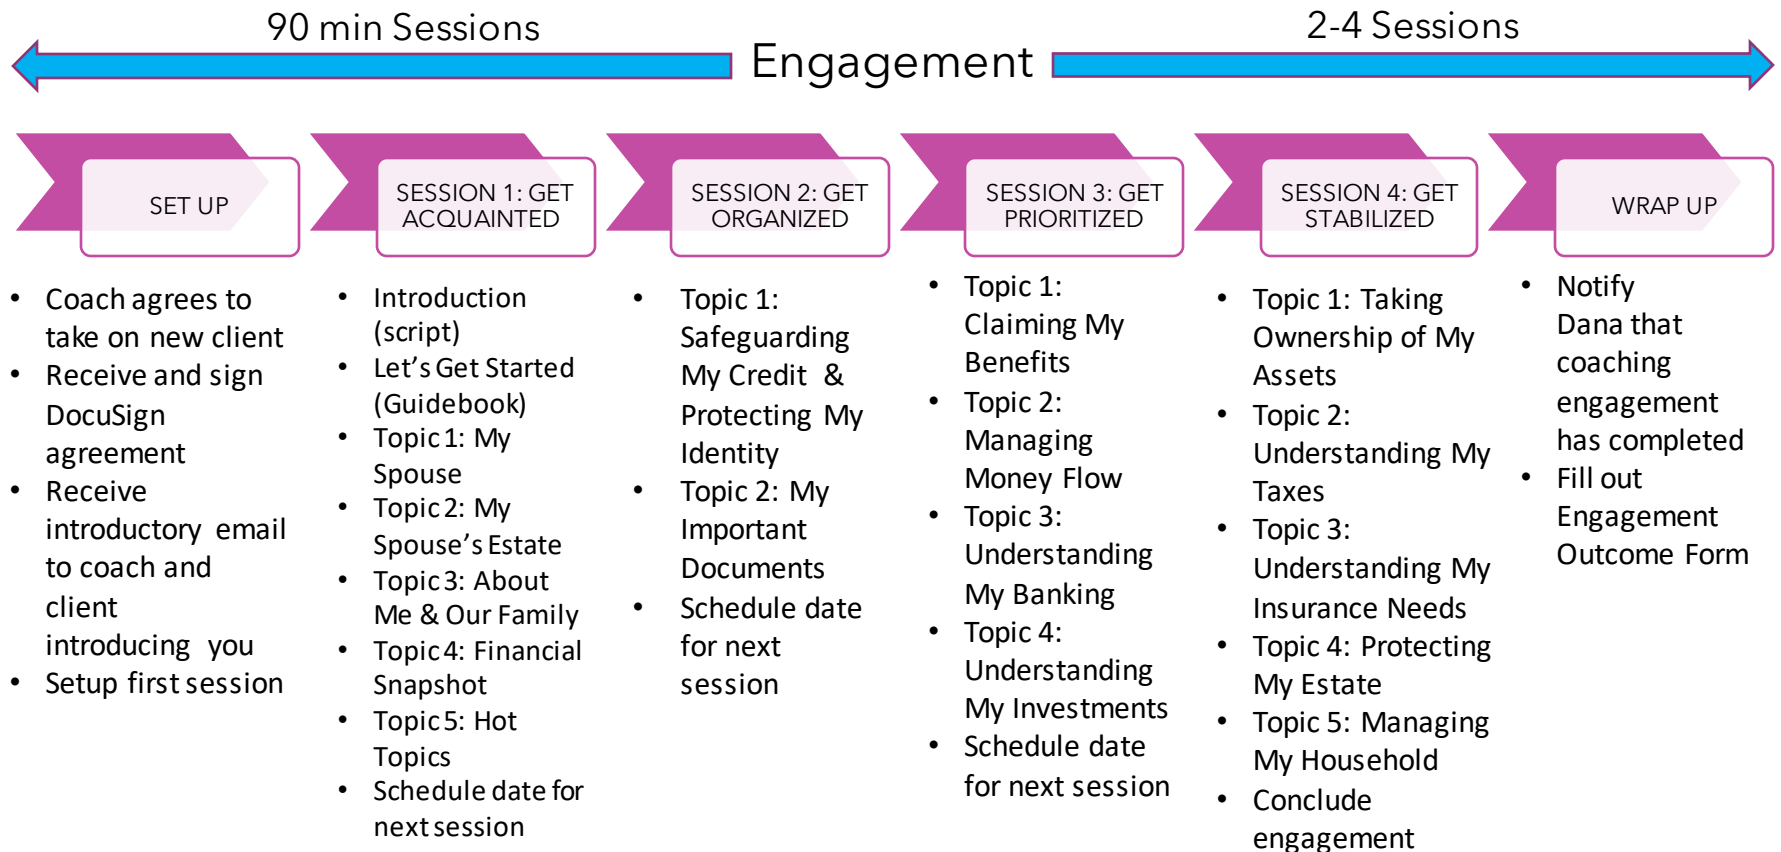 90 min Sessions
Engagement
2-4 Sessions
SET UP
• Coach agrees to
take on new client
• Receive and sign
DocuSign
agreement
• Receive
introductory email
to coach and
client
introducing you
• Setup first session
SESSION 1: GET
ACQUAINTED
• Introduction
(script)
• Let’s Get Started
(Guidebook)
• Topic 1: My
Spouse
• Topic 2: My
Spouse’s Estate
• Topic 3: About
Me & Our Family
• Topic 4: Financial
Snapshot
• Topic 5: Hot
Topics
• Schedule date for
next session
SESSION 2: GET
ORGANIZED
• Topic 1:
Safeguarding
My Credit &
Protecting My
Identity
• Topic 2: My
Important
Documents
• Schedule date
for next
session
SESSION 3: GET
PRIORITIZED
• Topic 1:
Claiming My
Benefits
• Topic 2:
Managing
Money Flow
• Topic 3:
Understanding
My Banking
• Topic 4:
Understanding
My Investments
• Schedule date
for next session
SESSION 4: GET
STABILIZED
• Topic 1: Taking
Ownership of My
Assets
• Topic 2:
Understanding My
Taxes
• Topic 3:
Understanding My
Insurance Needs
• Topic 4: Protecting
My Estate
• Topic 5: Managing
My Household
• Conclude
engagement
WRAP UP
• Notify
Dana that
coaching
engagement
has completed
• Fill out
Engagement
Outcome Form